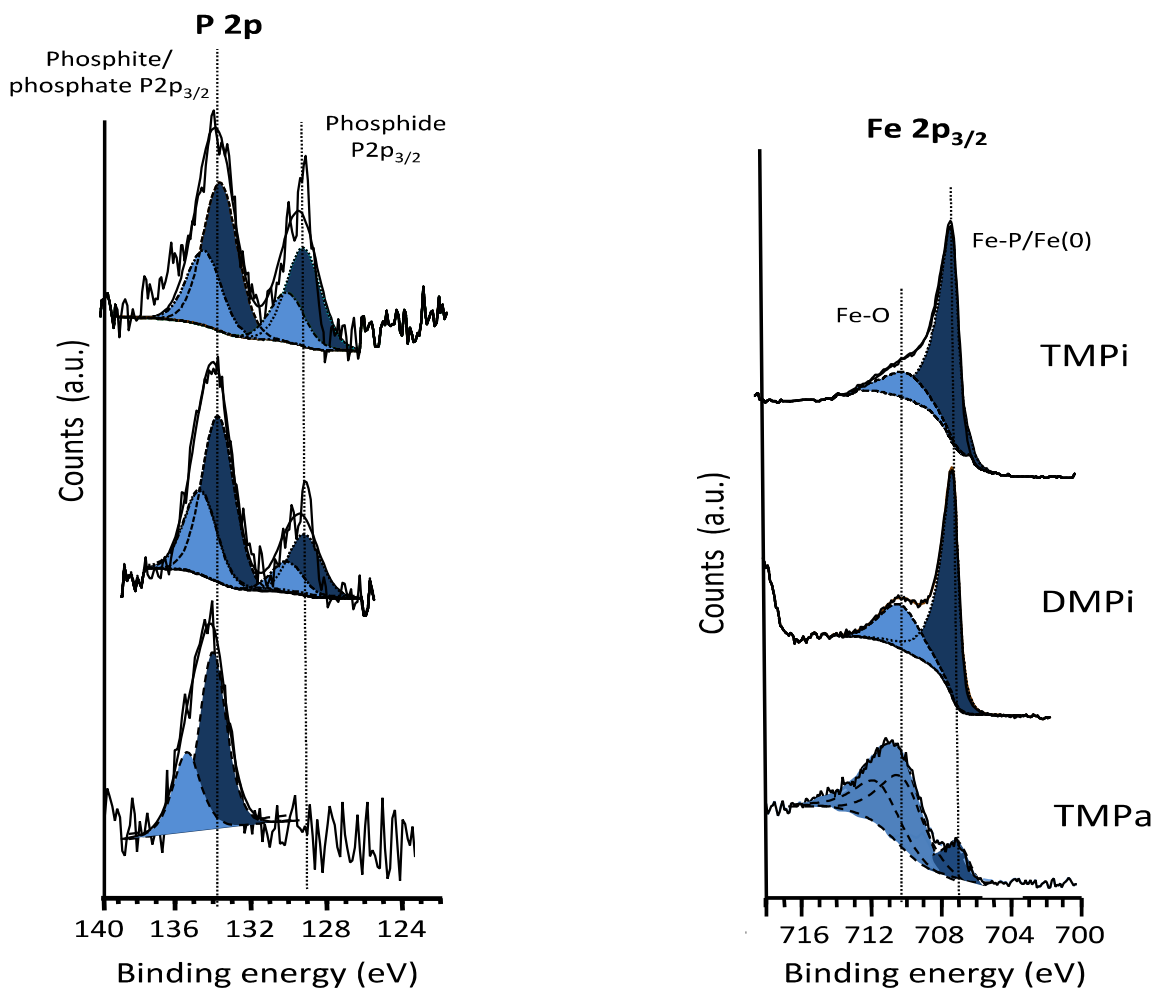 P 2p
Phosphite/
phosphate P2p3/2
Phosphide
P2p3/2
Counts (a.u.)
140 136 132 128 124
Binding energy (eV)
Fe 2p3/2
Fe-P/Fe(0)
Fe-O
TMPi
DMPi
TMPa
Counts (a.u.)
716 712 708 704 700
Binding energy (eV)